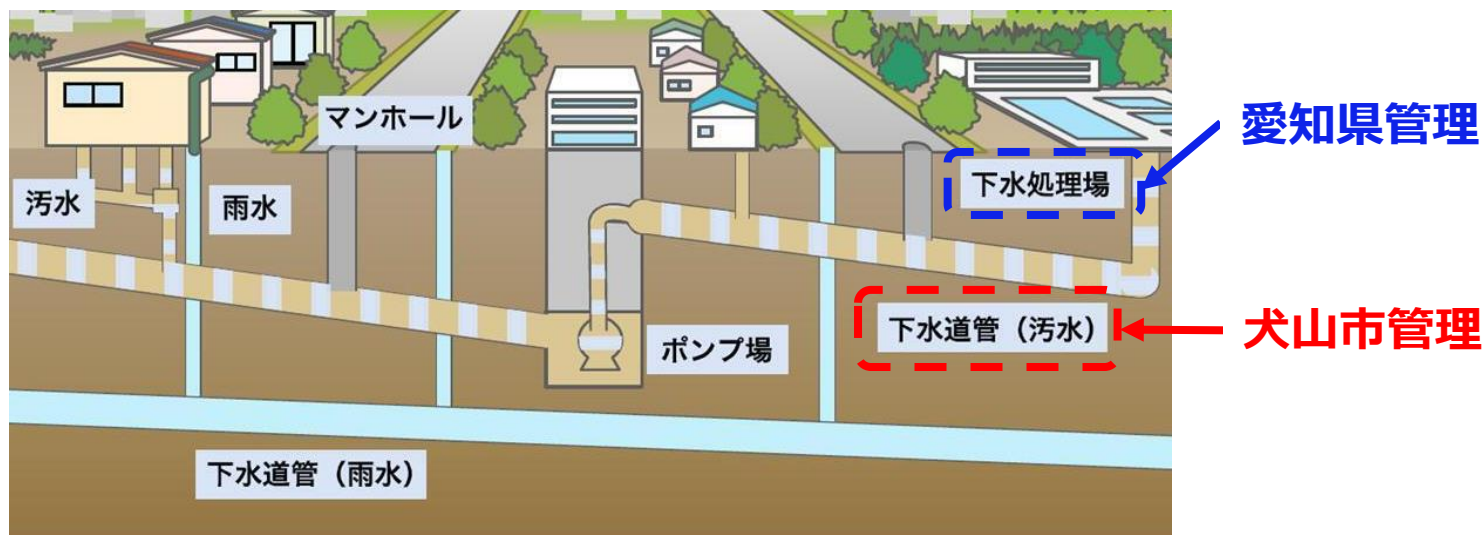 マンホール
愛知県管理
下水処理場
汚水
雨水
下水道管（汚水）
犬山市管理
ポンプ場
下水道管（雨水）